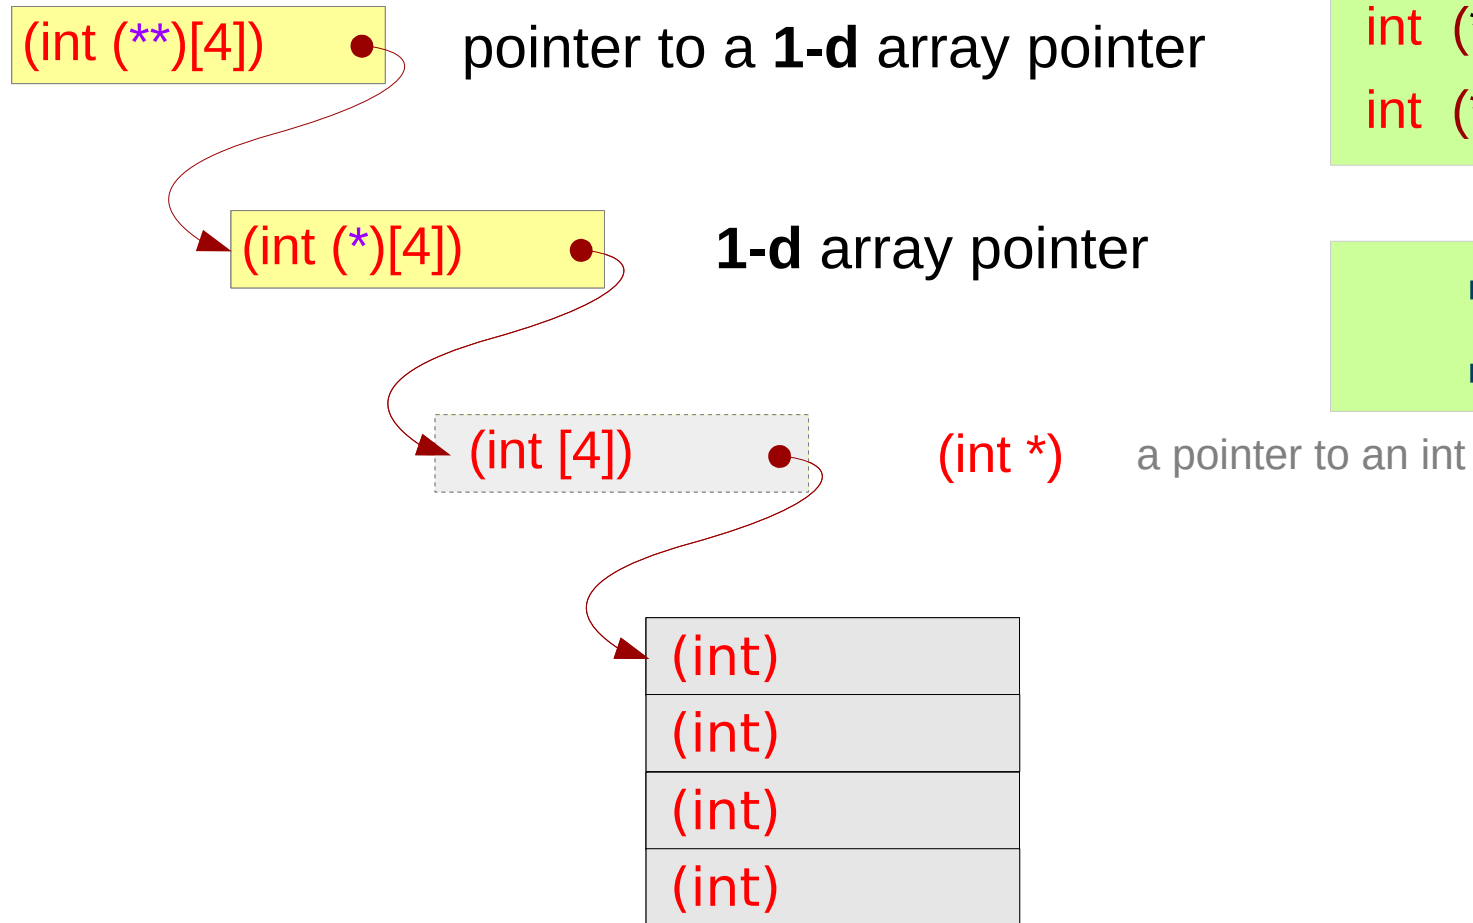 (int (**)[4]) pointer to a 1-d array pointer
int (
int (
(int (*)[4]) 1-d array pointer
(int [4]) (int *) a pointer to an int
(int)
(int)
(int)
(int)